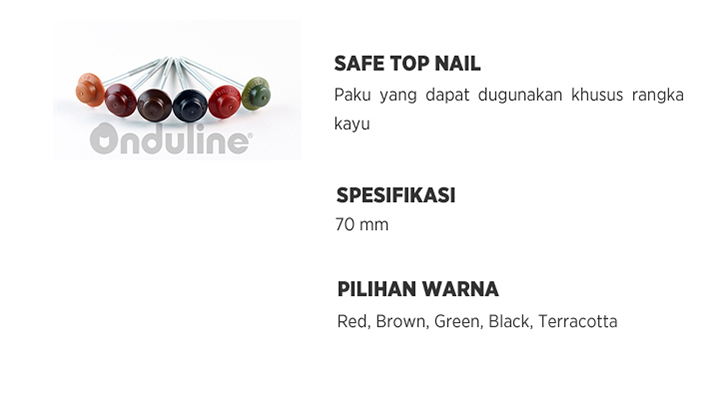 Onduline®
SAFE TOP NAIL
Paku yang dapat dugunakan khusus rangka
kayu
SPESIFIKASI
70 mm
PILIHAN WARNA
Red, Brown, Green, Black, Terracotta